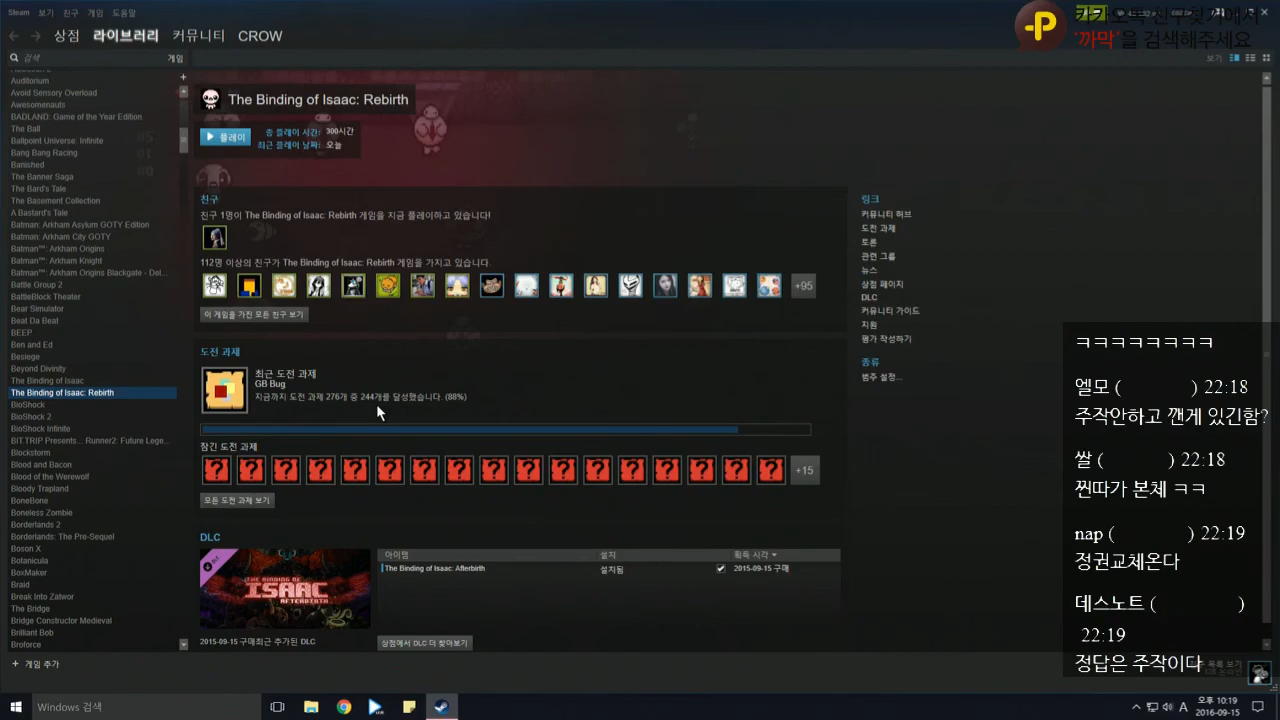 Steam 보기 친구 게임 도움말
상점 라이브러리 커뮤니티 CROW
검색 게임
보기
'까막'을 검색해주세요
Auditorium
Avoid Sensory Overload
Awesomenauts
BADLAND: Game of the Year Edition
The Ball
Ballpoint Universe: Infinite
Bang Bang Racing
Banished
The Banner Saga
The Bard's Tale
The Basement Collection
A Bastard's Tale
Batman: Arkham Asylum GOTY Edition
Batman: Arkham City GOTY
Batman™: Arkham Origins
Batman™: Arkham Knight
Batman™: Arkham Origins Blackgate - Del...
Battle Group 2
BattleBlock Theater
Bear Simulator
Beat Da Beat
BEEP
Ben and Ed
Besiege
Beyond Divinity
The Binding of Isaac
The Binding of Isaac: Rebirth
BioShock
BioShock 2
BioShock Infinite
BIT.TRIP Presents... Runner2: Future Lege...
Blockstorm
Blood and Bacon
Blood of the Werewolf
Bloody Trapland
BoneBone
Boneless Zombie
Borderlands 2
Borderlands: The Pre-Sequel
Boson X
Botanicula
BoxMaker
Braid
Break Into Zatwor
The Bridge
Bridge Constructor Medieval
Brilliant Bob
Broforce
+ 게임 추가
The Binding of Isaac: Rebirth
플레이
총 플레이 시간: 300시간
최근 플레이 날짜: 오늘
친구
친구 1명이 The Binding of Isaac: Rebirth 게임을 지금 플레이하고 있습니다!
112명 이상의 친구가 The Binding of Isaac: Rebirth 게임을 가지고 있습니다.
+95
이 게임을 가진 모든 친구 보기
도전 과제
최근 도전 과제
GB Bug
지금까지 도전 과제 276개 중 244개를 달성했습니다. (88%)
잠긴 도전 과제
+15
모든 도전 과제 보기
DLC
THE BINDING OF
ISAAC
AFTERBIRTH
2015-09-15 구매최근 추가된 DLC
아이템 설치 획득 시각
The Binding of Isaac: Afterbirth 설치됨 2015-09-15 구매
상점에서 DLC 더 찾아보기
링크
커뮤니티 허브
도전 과제
토론
관련 그룹
뉴스
상점 페이지
DLC
커뮤니티 가이드
지원
평가 작성하기
종류
범주 설정...
ㅋㅋㅋㅋㅋㅋㅋㅋ
엘모 ( ) 22:18
주작안하고 깬게 있긴함?
쌀 ( ) 22:18
찐따가 본체 ㅋㅋ
nap ( ) 22:19
정권교체온다
데스노트 ( )
22:19
정답은 주작이다
Windows 검색
A 오후 10:19
2016-09-15